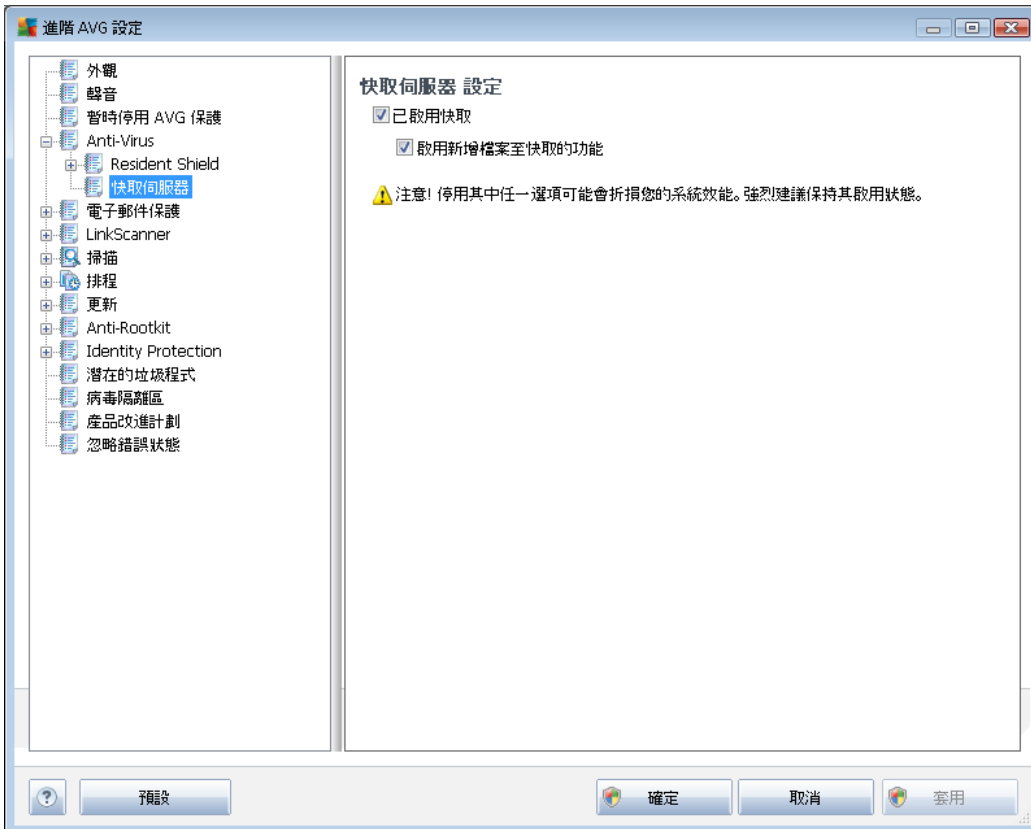 進階 AVG 設定
外觀
聲音
暫時停用 AVG 保護
Anti-Virus
Resident Shield
快取伺服器
電子郵件保護
LinkScanner
掃描
排程
更新
Anti-Rootkit
Identity Protection
潛在的垃圾程式
病毒隔離區
產品改進計劃
忽略錯誤狀態
快取伺服器 設定
已啟用快取
啟用新增檔案至快取的功能
注意! 停用其中任一選項可能會折損您的系統效能。強烈建議保持其啟用狀態。
?
預設
確定
取消
套用